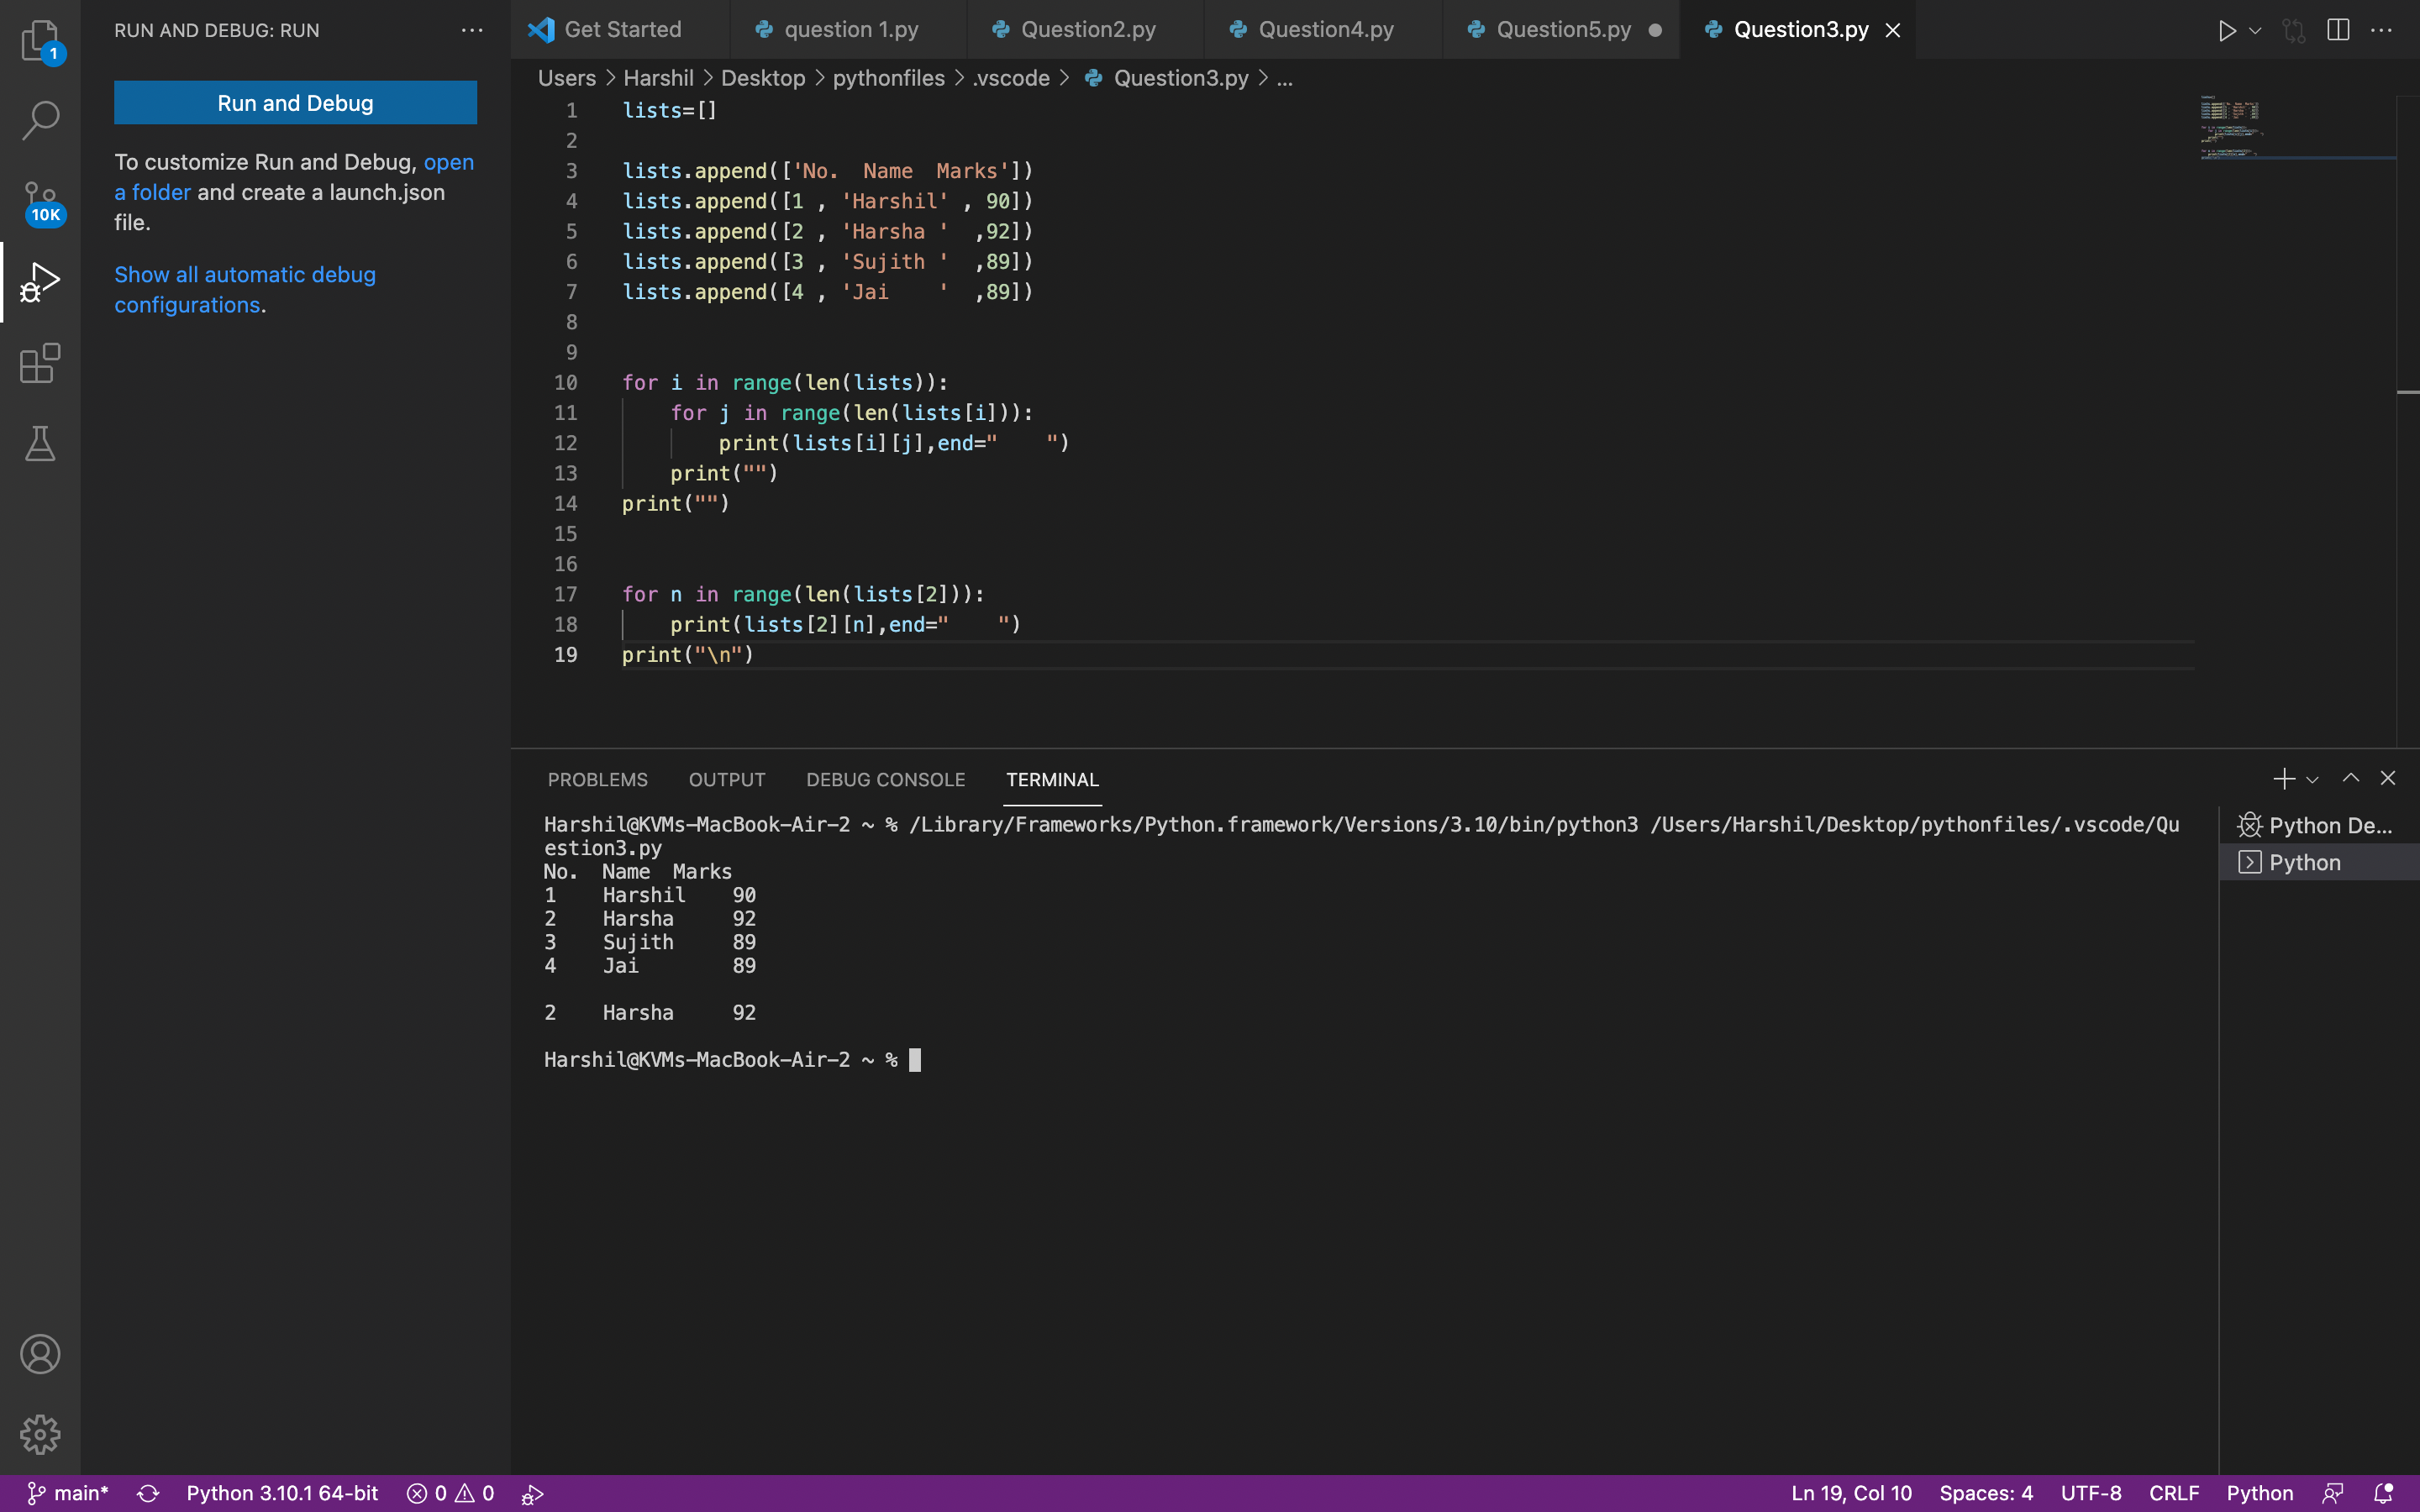 RUN AND DEBUG: RUN
Get Started
question 1.py
Question2.py
Question4.py
Question5.py
Question3.py
1
10K
Run and Debug
To customize Run and Debug, open
a folder and create a launch.json
file.
Show all automatic debug
configurations.
Users > Harshil > Desktop > pythonfiles > .vscode > Question3.py > ...
1 lists=[]
2
3 lists.append(['No.  Name  Marks'])
4 lists.append([1 , 'Harshil' , 90])
5 lists.append([2 , 'Harsha '  ,92])
6 lists.append([3 , 'Sujith '  ,89])
7 lists.append([4 , 'Jai    '  ,89])
8
9
10 for i in range(len(lists)):
11     for j in range(len(lists[i])):
12         print(lists[i][j],end="    ")
13     print("")
14 print("")
15
16
17 for n in range(len(lists[2])):
18     print(lists[2][n],end="    ")
19 print("\n")
PROBLEMS OUTPUT DEBUG CONSOLE TERMINAL
Harshil@KVMs-MacBook-Air-2 ~ % /Library/Frameworks/Python.framework/Versions/3.10/bin/python3 /Users/Harshil/Desktop/pythonfiles/.vscode/Qu
estion3.py
No.  Name  Marks
1    Harshil    90
2    Harsha     92
3    Sujith     89
4    Jai        89

2    Harsha     92

Harshil@KVMs-MacBook-Air-2 ~ %
Python De...
Python
main* Python 3.10.1 64-bit 0 0 Ln 19, Col 10 Spaces: 4 UTF-8 CRLF Python